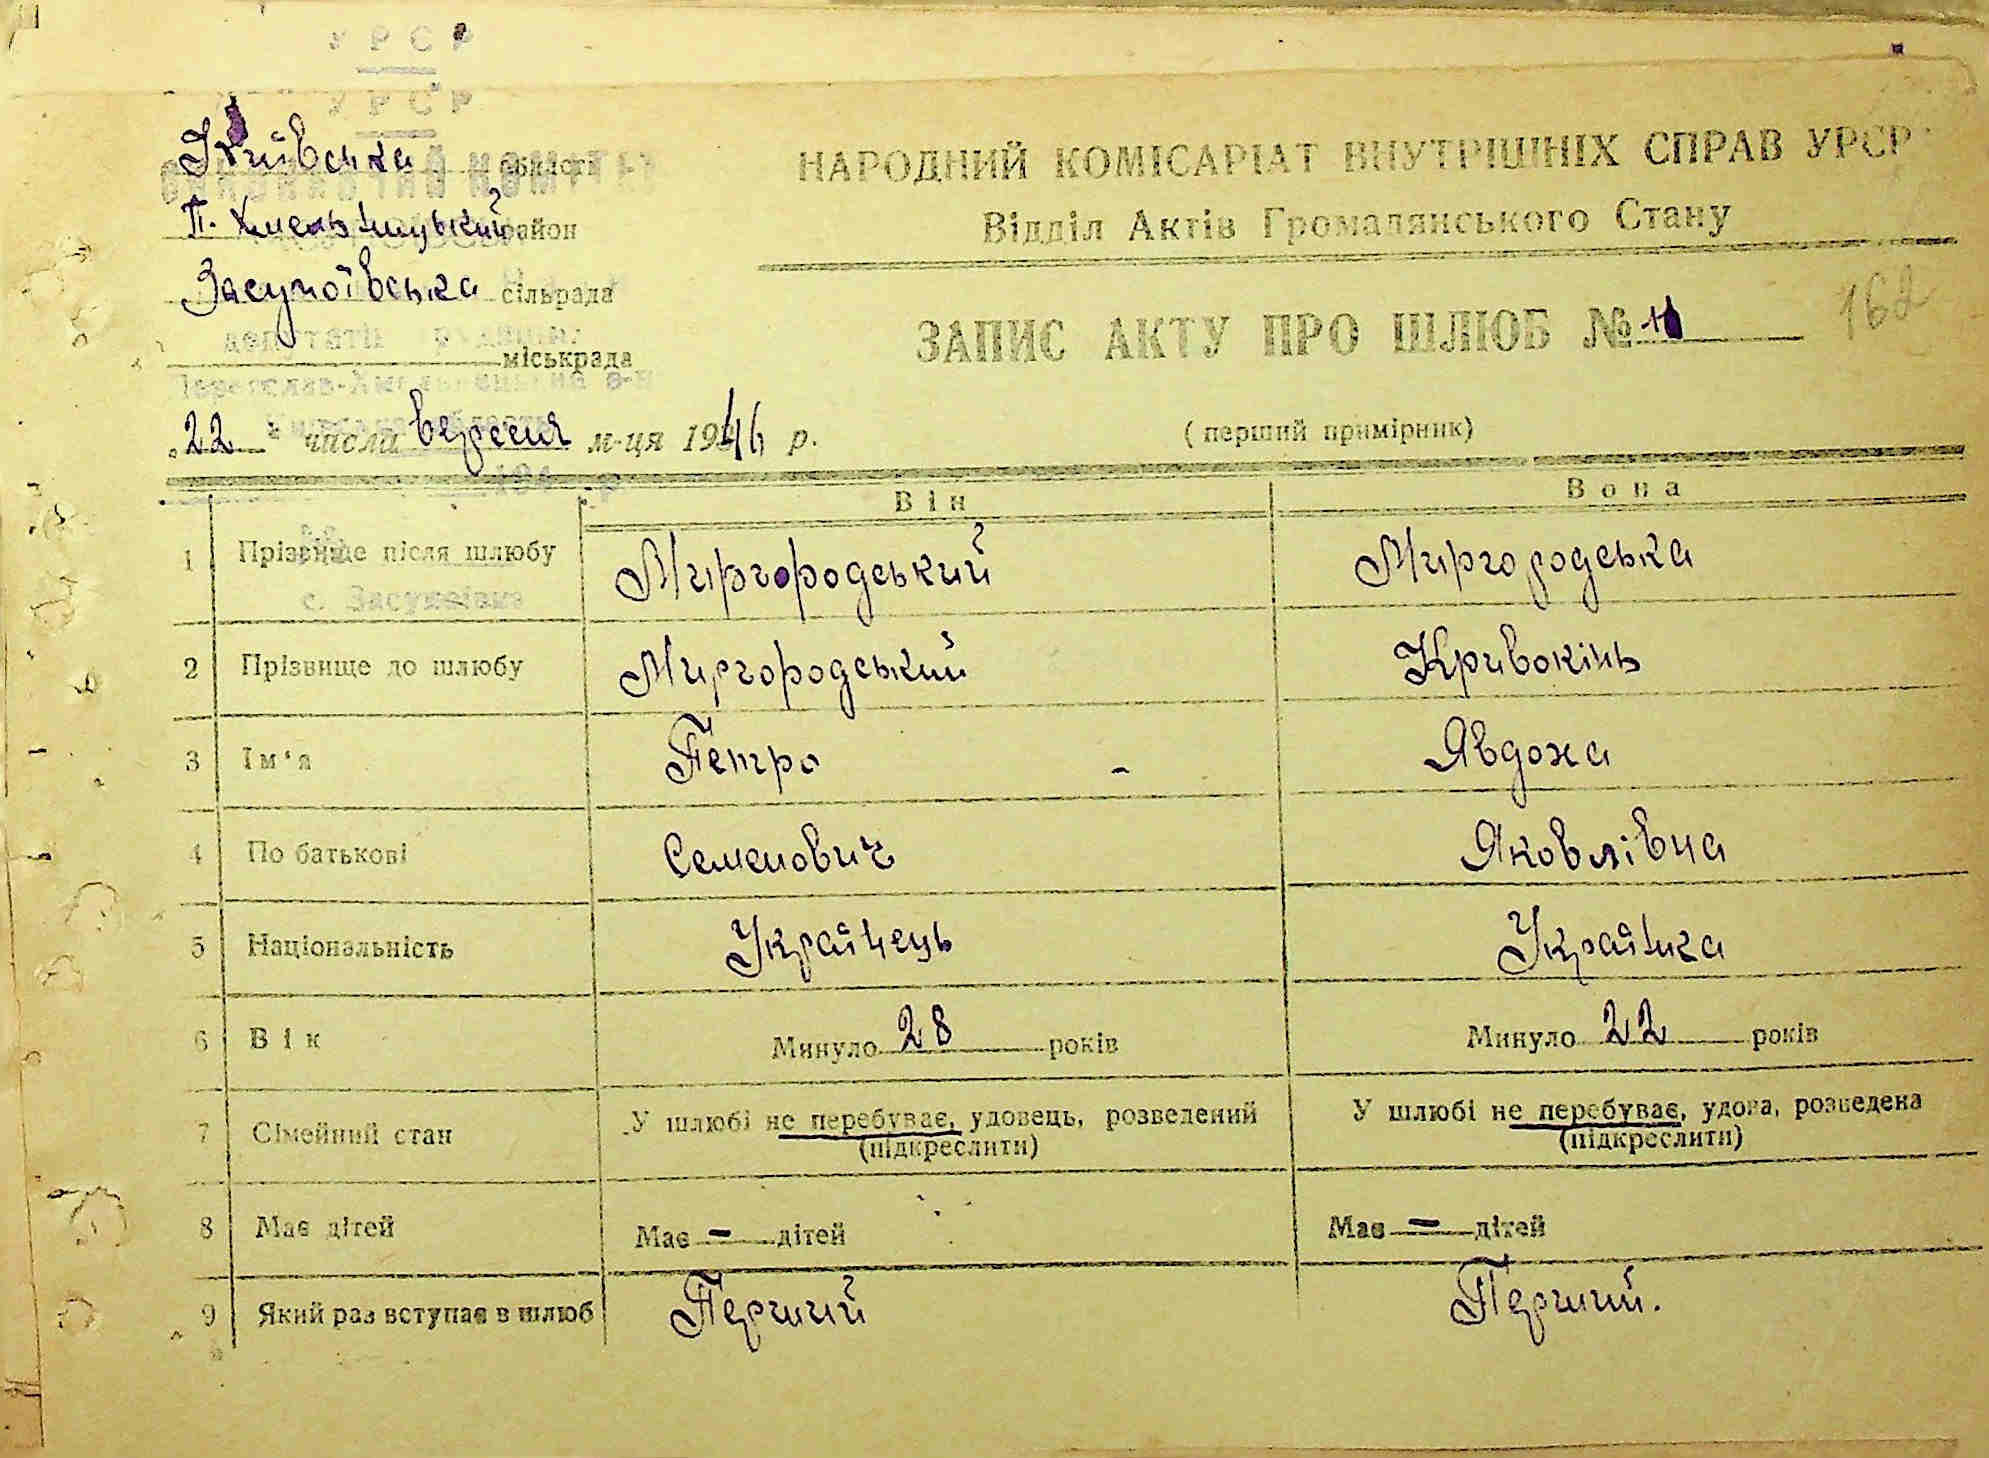 У Р С Р
У Р С Р
Київська область
П. Хмельницький район
Засупоївська сільрада
міськрада
НАРОДНИЙ КОМІСАРІАТ ВНУТРІШНІХ СПРАВ УРСР
Відділ Актів Громадянського Стану
ЗАПИС АКТУ ПРО ШЛЮБ №
162
22 числа вересня м-ця 1946 р.
(перший примірник)
Він Вона
1 Прізвище після шлюбу Миргородський Миргородська
с. Засупоївка
2 Прізвище до шлюбу Миргородський Кривокінь
3 Ім'я Петро - Явдоха
4 По батькові Семенович Яковлівна
5 Національність Українець Українка
6 Вік Минуло 28 років Минуло 22 років
7 Сімейний стан У шлюбі не перебуває, удовець, розведений У шлюбі не перебуває, удова, розведена
(підкреслити) (підкреслити)
8 Має дітей Має - дітей Має - дітей
9 Який раз вступає в шлюб Перший Перший.